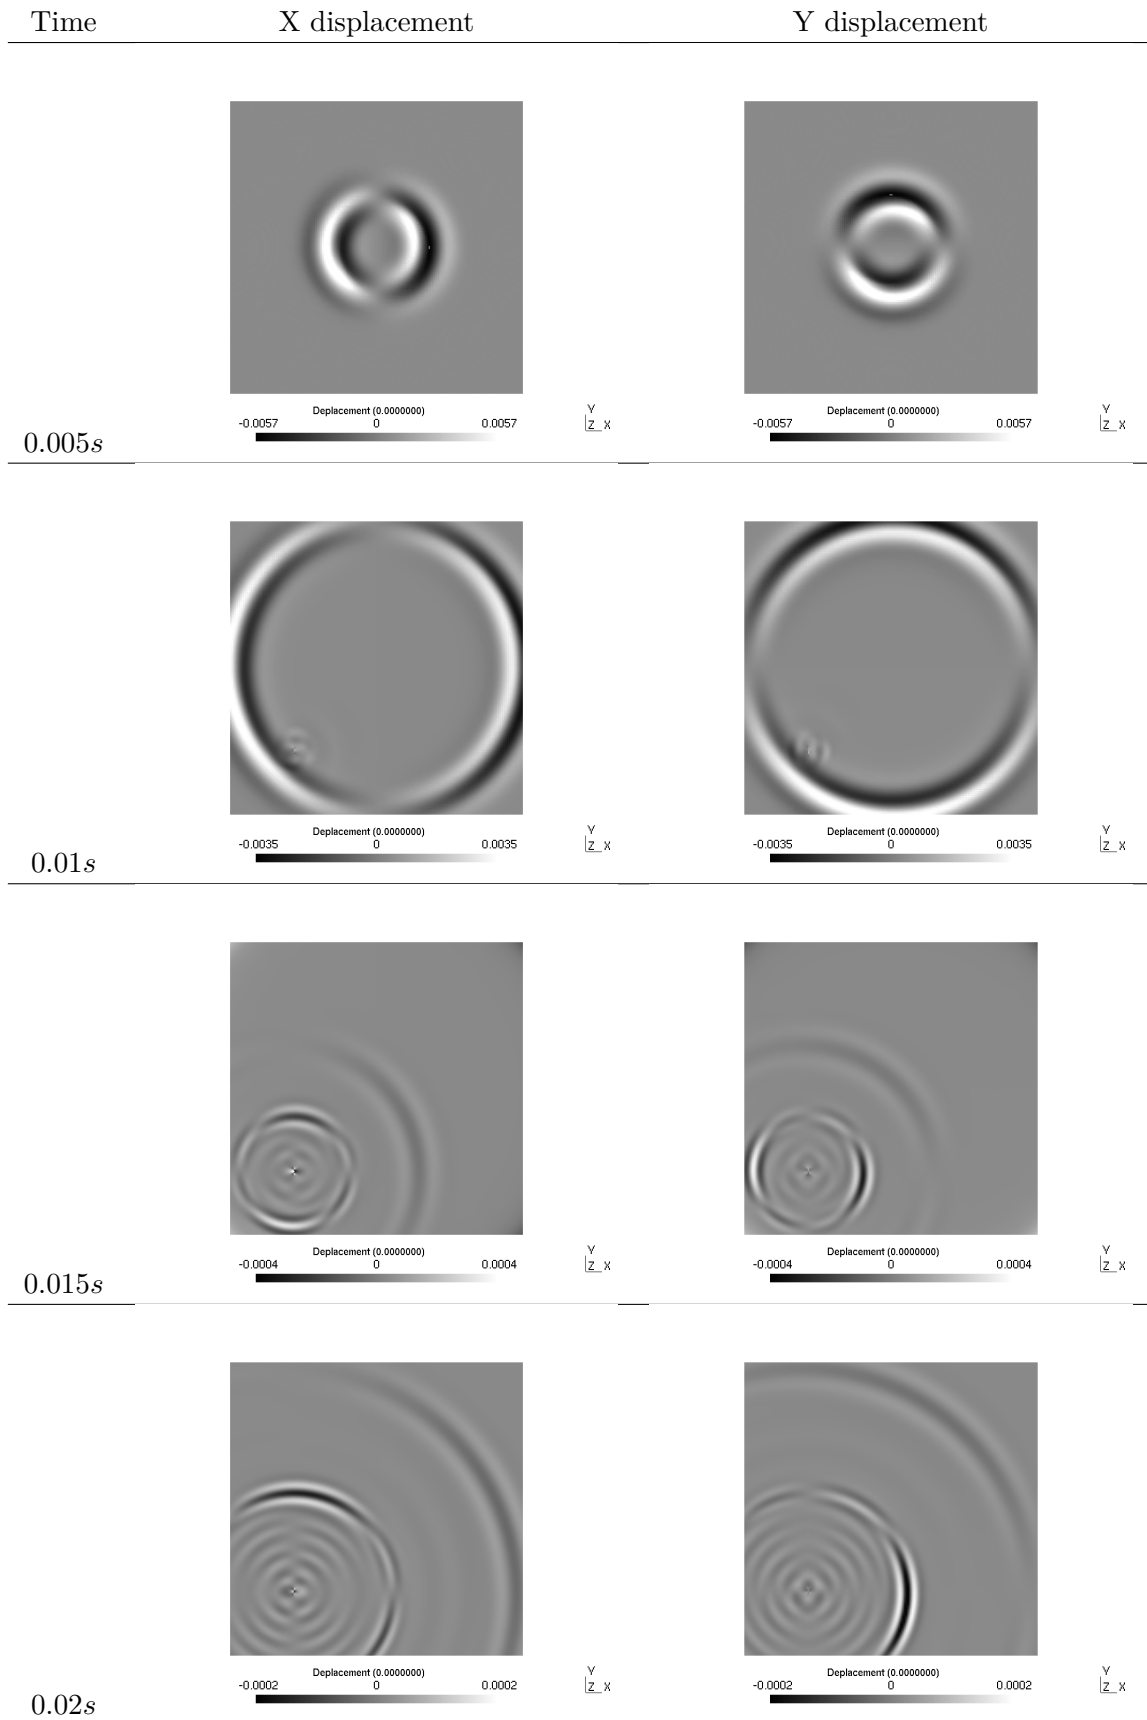 Time X displacement Y displacement
Deplacement (0.0000000) Deplacement (0.0000000)
-0.0057 0 0.0057 -0.0057 0 0.0057
Y Y
Z X Z X
0.005s
Deplacement (0.0000000) Deplacement (0.0000000)
-0.0035 0 0.0035 -0.0035 0 0.0035
Y Y
Z X Z X
0.01s
Deplacement (0.0000000) Deplacement (0.0000000)
-0.0004 0 0.0004 -0.0004 0 0.0004
Y Y
Z X Z X
0.015s
Deplacement (0.0000000) Deplacement (0.0000000)
-0.0002 0 0.0002 -0.0002 0 0.0002
Y Y
Z X Z X
0.02s